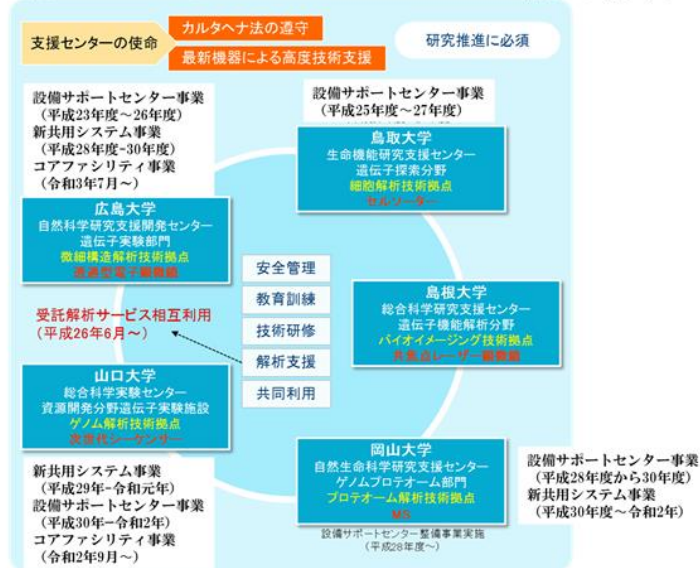 支援センターの使命
カルタヘナ法の遵守
最新機器による高度技術支援
研究推進に必須
設備サポートセンター事業
（平成23年度～26年度）
新共用システム事業
（平成28年度-30年度）
コアファシリティ事業
（令和3年7月～）
設備サポートセンター事業
（平成25年度～27年度）
鳥取大学
生命機能研究支援センター
遺伝子探索分野
細胞解析技術拠点
セルソーター
広島大学
自然科学研究支援開発センター
遺伝子実験部門
微細構造解析技術拠点
透過型電子顕微鏡
安全管理
教育訓練
技術研修
解析支援
共同利用
島根大学
総合科学研究支援センター
遺伝子機能解析分野
バイオイメージング技術拠点
共焦点レーザー顕微鏡
受託解析サービス相互利用
（平成26年6月～）
山口大学
総合科学実験センター
資源開発分野遺伝子実験施設
ゲノム解析技術拠点
次世代シーケンサー
岡山大学
自然生命科学研究支援センター
ゲノムプロテオーム部門
プロテオーム解析技術拠点
MS
設備サポートセンター整備事業実施
（平成28年度～）
設備サポートセンター事業
（平成28年度から30年度）
新共用システム事業
（平成30年度～令和2年）
新共用システム事業
（平成29年-令和元年）
設備サポートセンター事業
（平成30年–令和2年）
コアファシリティ事業
（令和2年9月～）